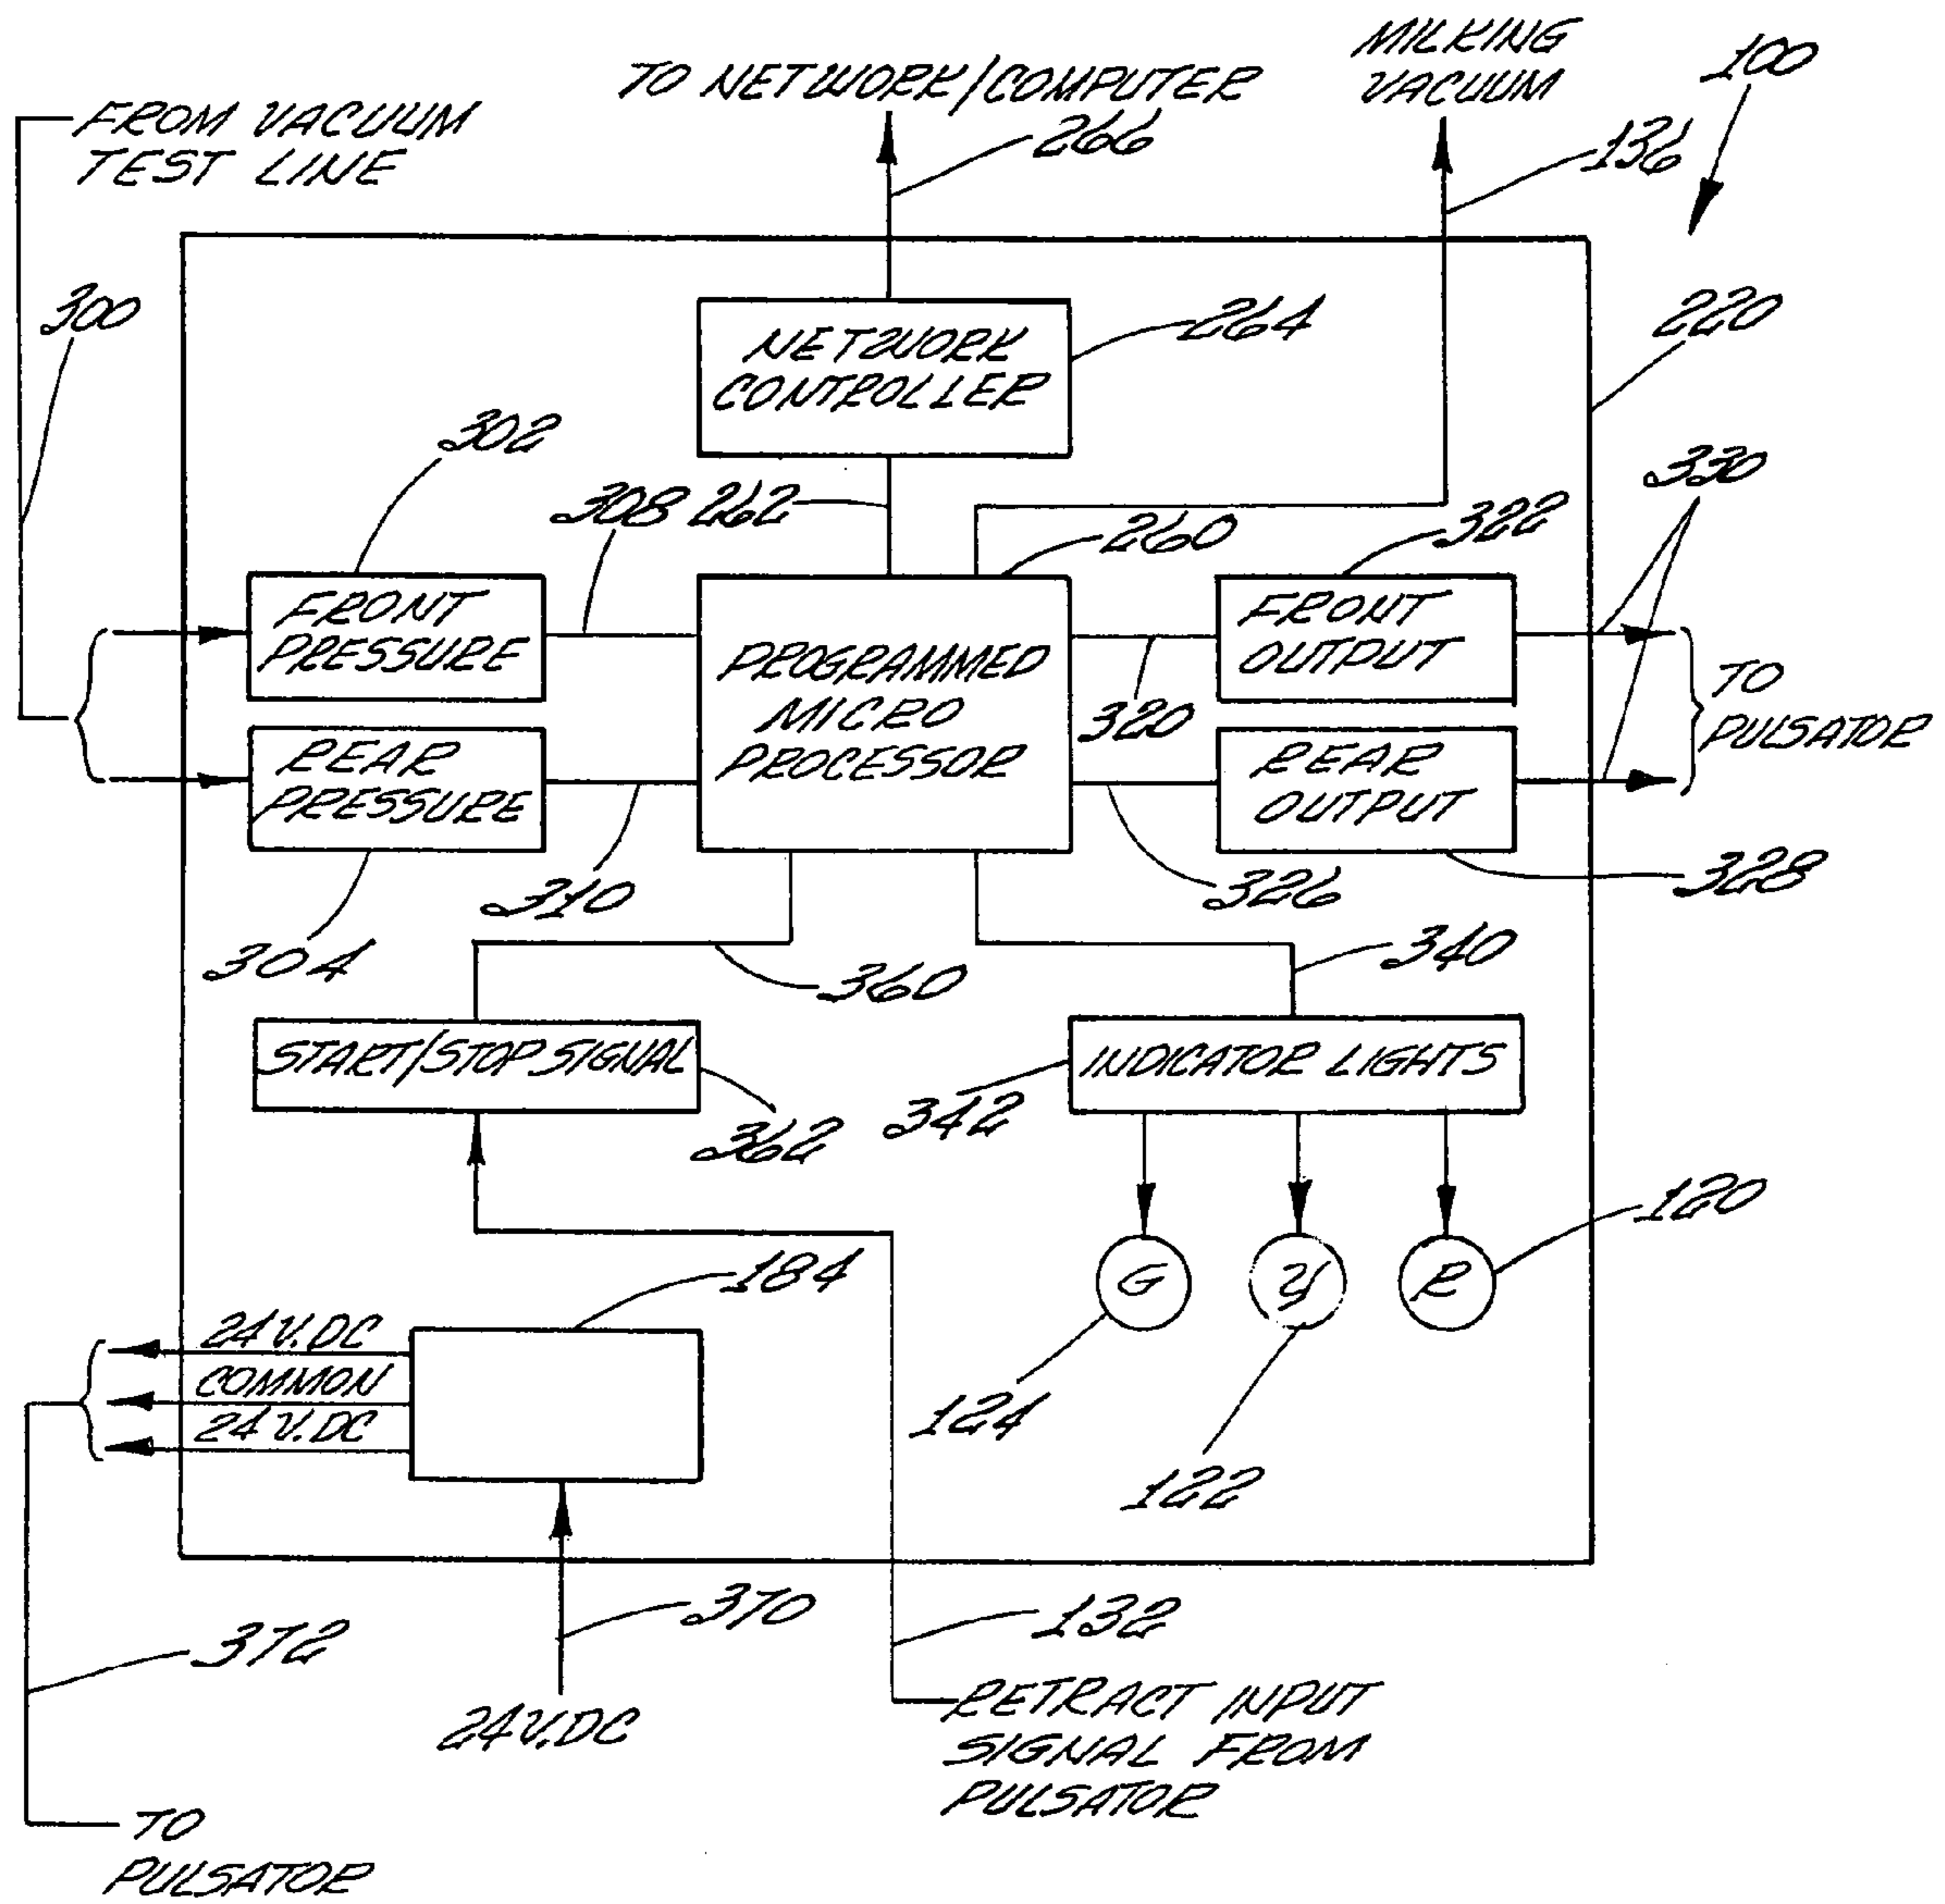 MILKING
VACUUM
100
TO NETWORK/COMPUTER
FROM VACUUM
TEST LINE
266
136
300
264
220
NETWORK
CONTROLLER
302
330
308 262
322
260
FRONT
PRESSURE
PROGRAMMED
MICRO
PROCESSOR
FRONT
OUTPUT
TO
PULSATOR
320
REAR
PRESSURE
REAR
OUTPUT
310
326
328
304
360
340
START/STOP SIGNAL
INDICATOR LIGHTS
342
362
120
184
G
Y
R
24V.DC
COMMON
24V.DC
124
122
370
132
372
24V.DC
RETRACT INPUT
SIGNAL FROM
PULSATOR
TO
PULSATOR